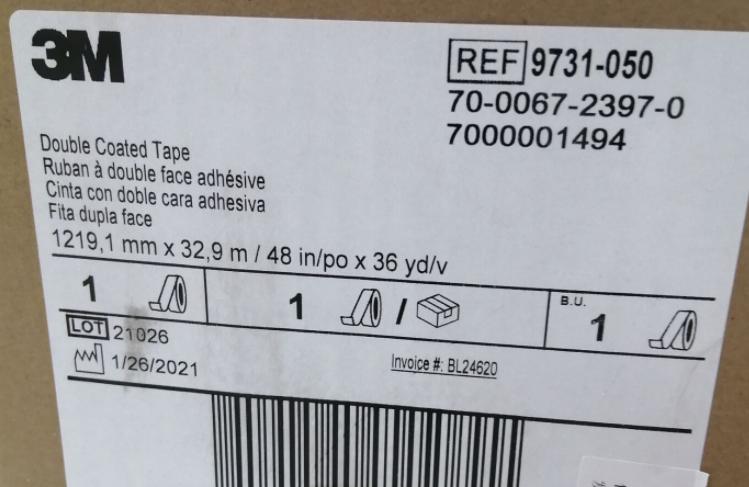 3M
REF 9731-050
70-0067-2397-0
7000001494
Double Coated Tape
Ruban à double face adhésive
Cinta con doble cara adhesiva
Fita dupla face
1219,1 mm x 32,9 m / 48 in/po x 36 yd/v
1 1 / B.U. 1
LOT 21026
1/26/2021
Invoice #: BL24620